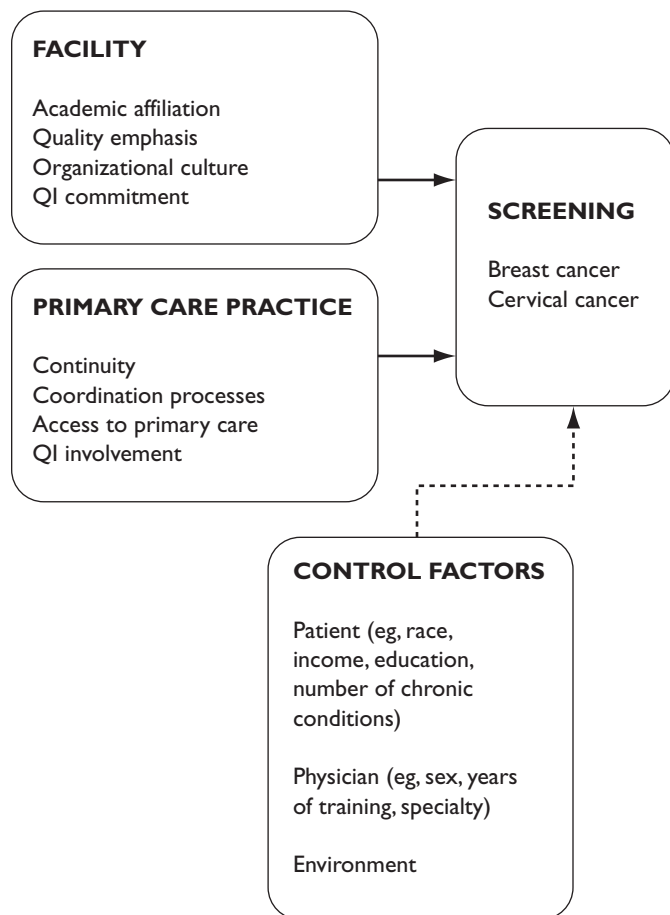 FACILITY
Academic affiliation
Quality emphasis
Organizational culture
QI commitment
PRIMARY CARE PRACTICE
Continuity
Coordination processes
Access to primary care
QI involvement
SCREENING
Breast cancer
Cervical cancer
CONTROL FACTORS
Patient (eg, race,
income, education,
number of chronic
conditions)
Physician (eg, sex, years
of training, specialty)
Environment